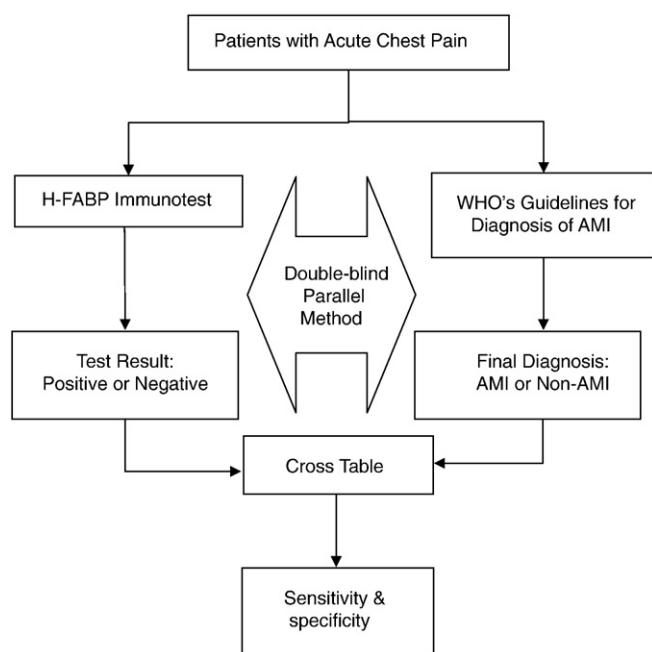 Patients with Acute Chest Pain
H-FABP Immunotest
WHO's Guidelines for
Diagnosis of AMI
Double-blind
Parallel
Method
Test Result:
Positive or Negative
Final Diagnosis:
AMI or Non-AMI
Cross Table
Sensitivity &
specificity